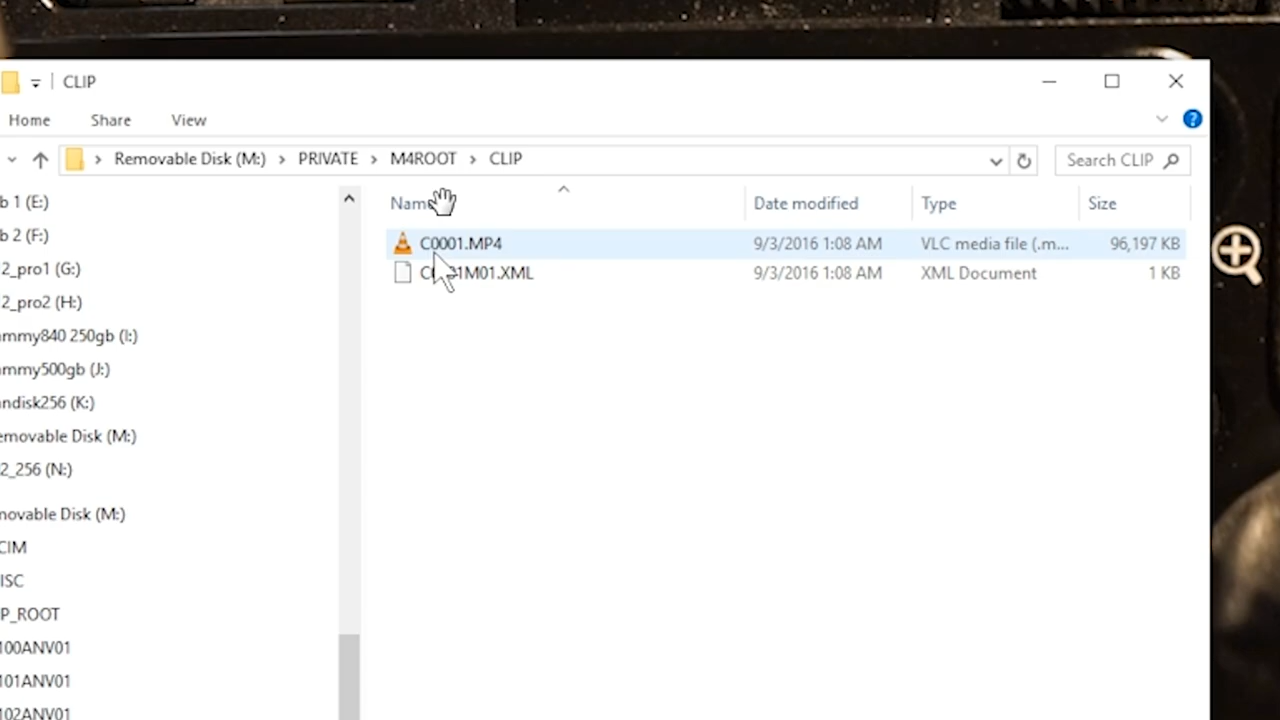 CLIP
Home Share View
Removable Disk (M:) PRIVATE M4ROOT CLIP
Search CLIP
Date modified Type Size
C0001.MP4 9/3/2016 1:08 AM VLC media file (.m... 96,197 KB
9/3/2016 1:08 AM XML Document 1 KB
b 1 (E:)
b 2 (F:)
2_pro1 (G:)
2_pro2 (H:)
ammy840 250gb (I:)
ammy500gb (J:)
andisk256 (K:)
emovable Disk (M:)
2_256 (N:)
movable Disk (M:)
CIM
ISC
P_ROOT
100ANV01
101ANV01
102ANV01